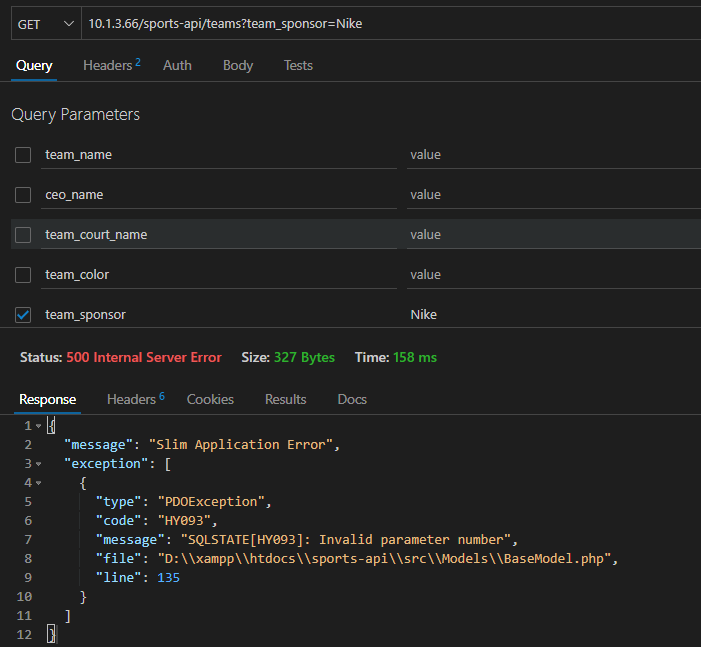 GET 10.1.3.66/sports-api/teams?team_sponsor=Nike
Query Headers 2 Auth Body Tests
Query Parameters
team_name value
ceo_name value
team_court_name value
team_color value
team_sponsor Nike
Status: 500 Internal Server Error Size: 327 Bytes Time: 158 ms
Response Headers 6 Cookies Results Docs
1 {
2 "message": "Slim Application Error",
3 "exception": [
4 {
5 "type": "PDOException",
6 "code": "HY093",
7 "message": "SQLSTATE[HY093]: Invalid parameter number",
8 "file": "D:\\xampp\\htdocs\\sports-api\\src\\Models\\BaseModel.php",
9 "line": 135
10 }
11 ]
12 }